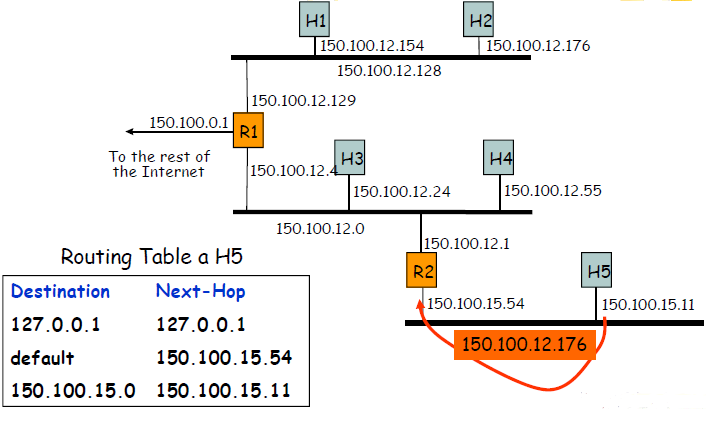 H1
H2
150.100.12.154
150.100.12.176
150.100.12.128
150.100.12.129
150.100.0.1
R1
To the rest of
the Internet
H3
H4
150.100.12.4
150.100.12.24
150.100.12.55
150.100.12.0
150.100.12.1
Routing Table a H5
R2
H5
Destination Next-Hop
127.0.0.1 127.0.0.1
default 150.100.15.54
150.100.15.0 150.100.15.11
150.100.15.54
150.100.15.11
150.100.12.176